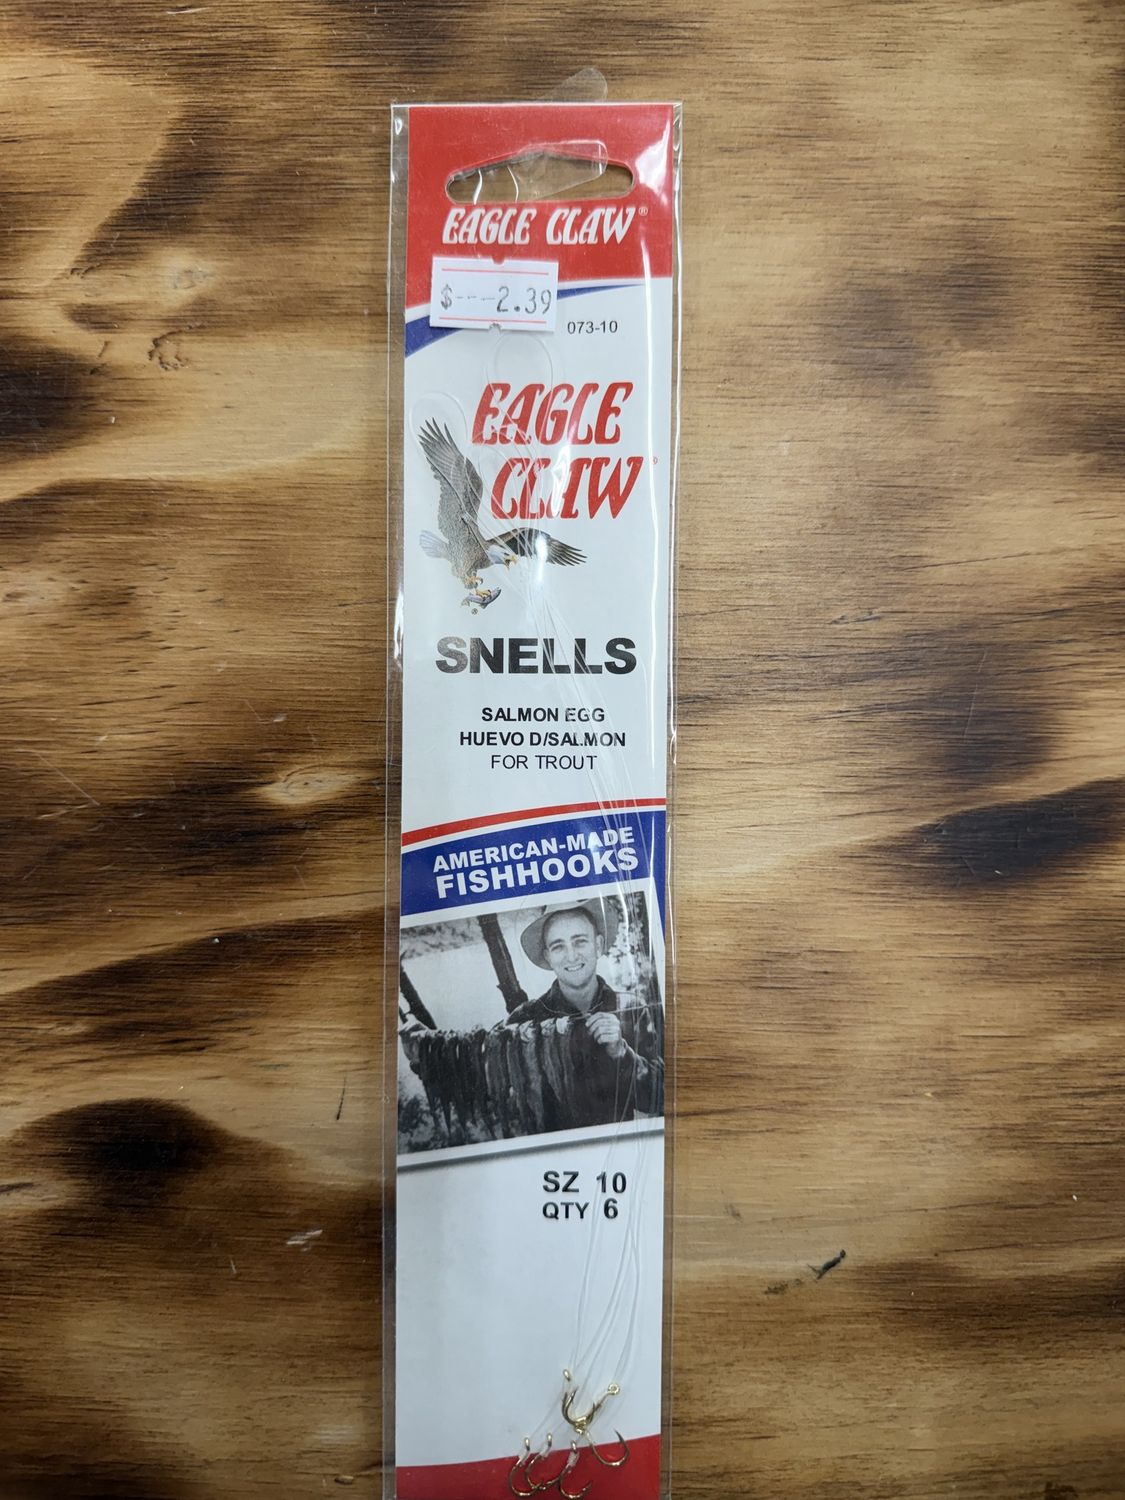 EAGLE CLAW®
$---2.39
073-10
EAGLE
CLAW®
®
SNELLS
SALMON EGG
HUEVO D/SALMON
FOR TROUT
AMERICAN-MADE
FISHHOOKS
SZ 10
QTY 6